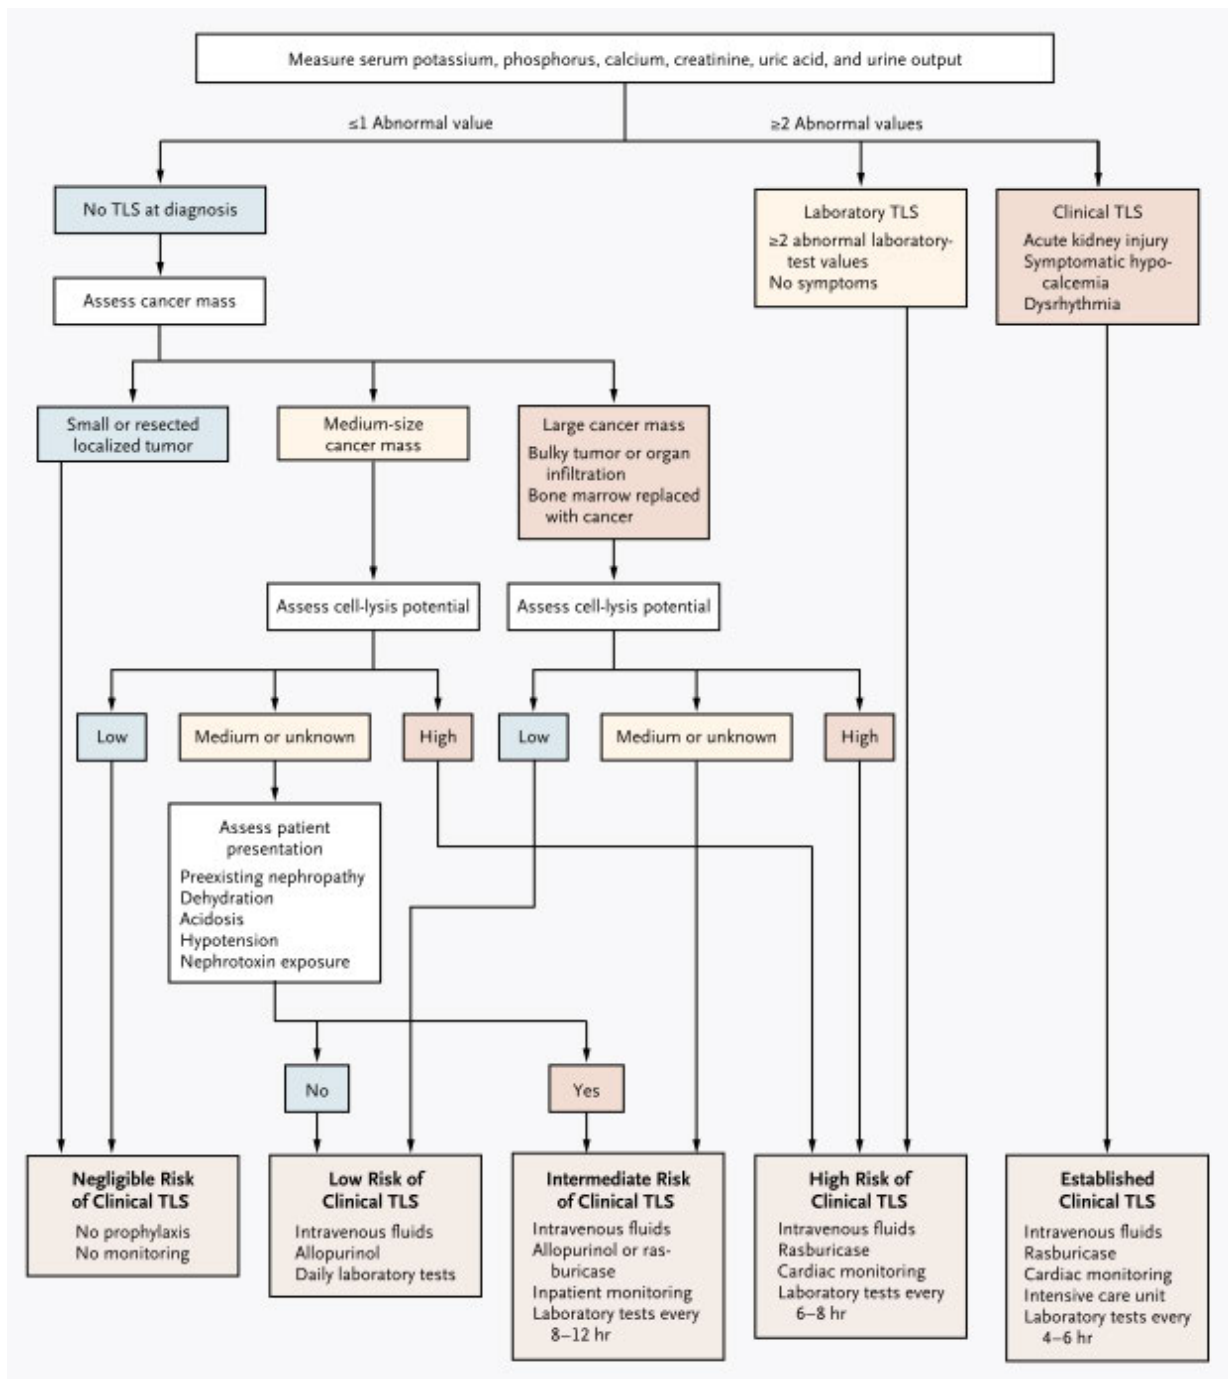 Measure serum potassium, phosphorus, calcium, creatinine, uric acid, and urine output
≤1 Abnormal value
≥2 Abnormal values
No TLS at diagnosis
Laboratory TLS
≥2 abnormal laboratory-
test values
No symptoms
Clinical TLS
Acute kidney injury
Symptomatic hypo-
calcemia
Dysrhythmia
Assess cancer mass
Small or resected
localized tumor
Medium-size
cancer mass
Large cancer mass
Bulky tumor or organ
infiltration
Bone marrow replaced
with cancer
Assess cell-lysis potential
Assess cell-lysis potential
Low
Medium or unknown
High
Low
Medium or unknown
High
Assess patient
presentation
Preexisting nephropathy
Dehydration
Acidosis
Hypotension
Nephrotoxin exposure
No
Yes
Negligible Risk
of Clinical TLS
No prophylaxis
No monitoring
Low Risk of
Clinical TLS
Intravenous fluids
Allopurinol
Daily laboratory tests
Intermediate Risk
of Clinical TLS
Intravenous fluids
Allopurinol or ras-
buricase
Inpatient monitoring
Laboratory tests every
8–12 hr
High Risk of
Clinical TLS
Intravenous fluids
Rasburicase
Cardiac monitoring
Laboratory tests every
6–8 hr
Established
Clinical TLS
Intravenous fluids
Rasburicase
Cardiac monitoring
Intensive care unit
Laboratory tests every
4–6 hr